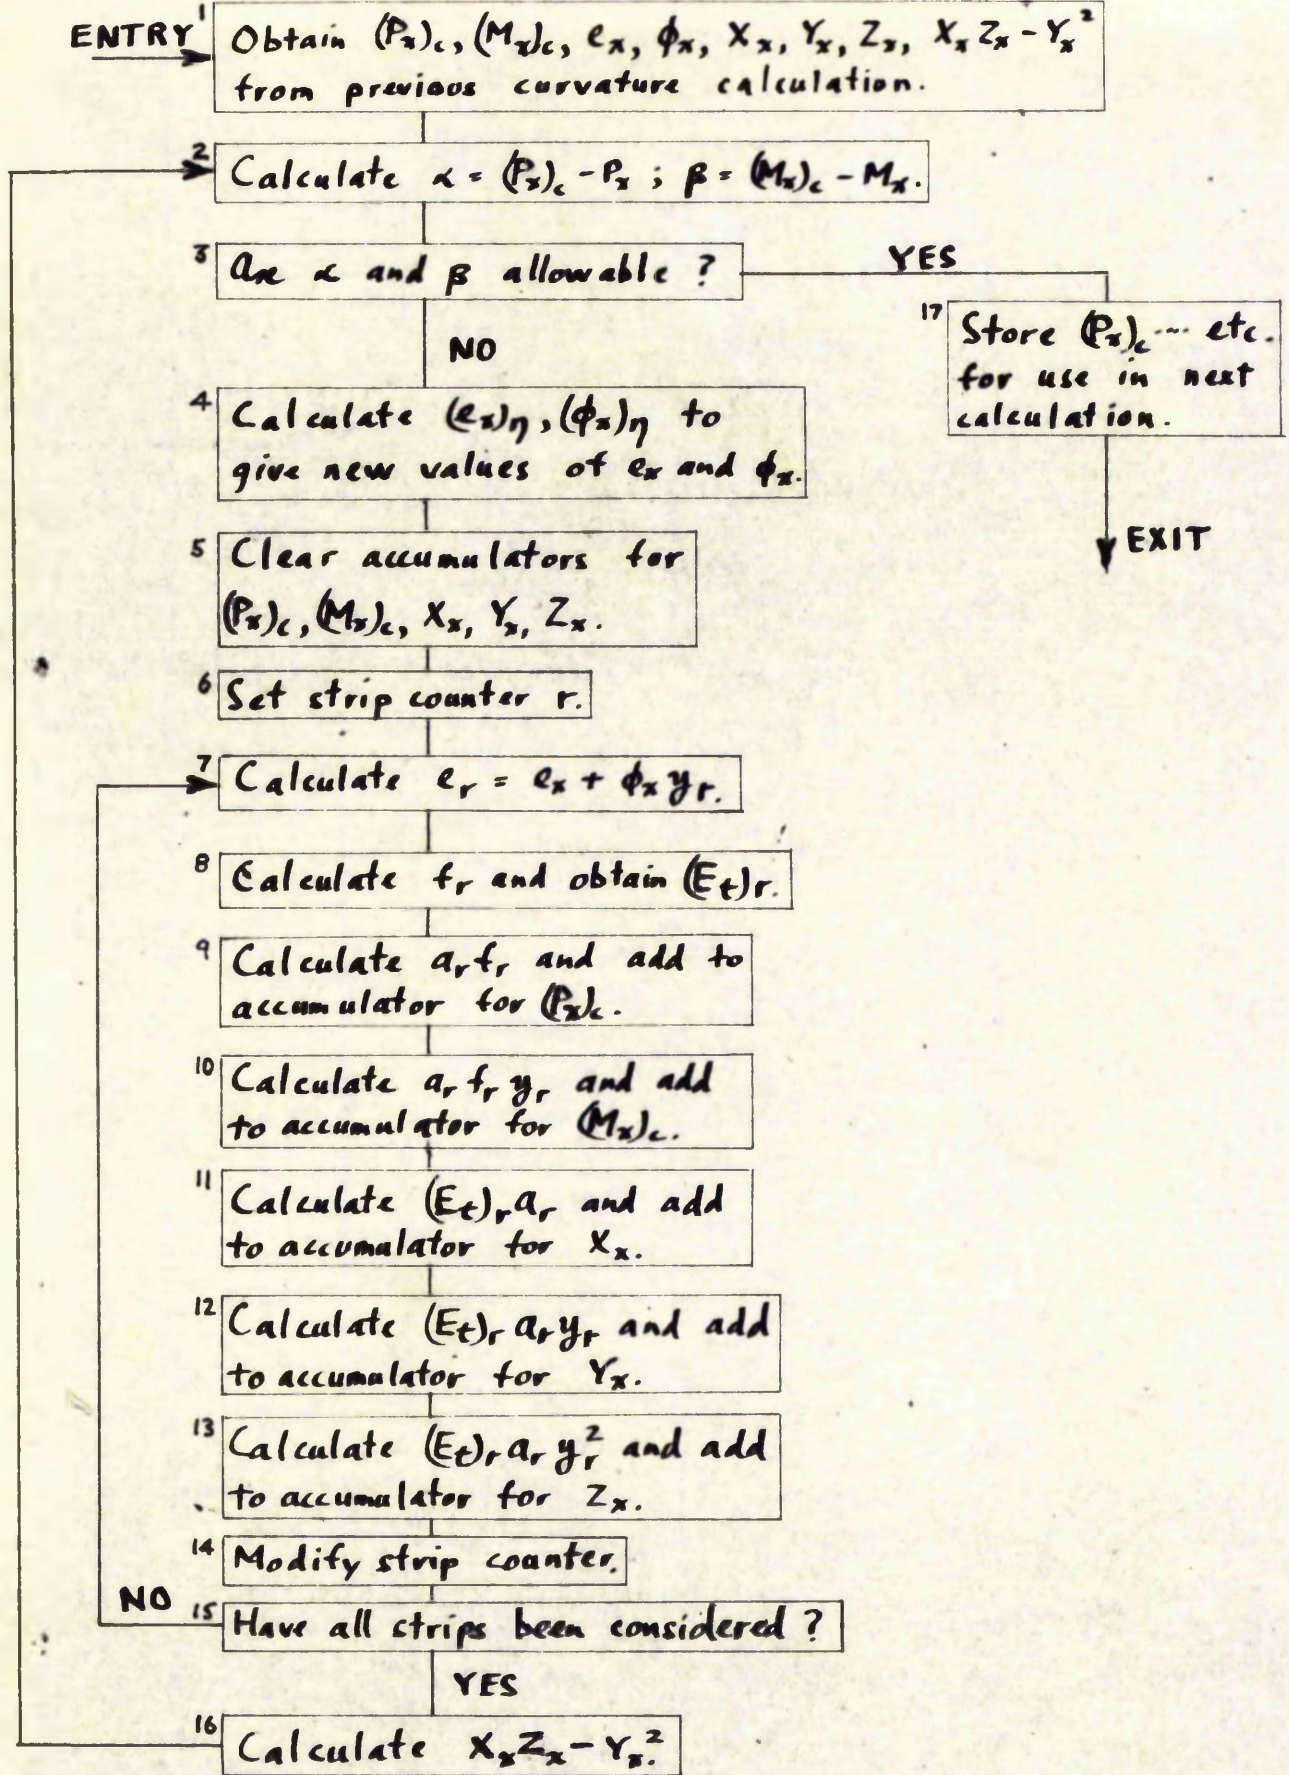 ENTRY
1 Obtain (Pₓ)c, (Mₓ)c, eₓ, ϕₓ, Xₓ, Yₓ, Zₓ, XₓZₓ - Yₓ²
from previous curvature calculation.
2 Calculate α = (Pₓ)c - Pₓ ; β = (Mₓ)c - Mₓ.
3 Are α and β allowable ?
YES
NO
17 Store (Pₓ)c ... etc.
for use in next
calculation.
EXIT
4 Calculate (eₓ)η, (ϕₓ)η to
give new values of eₓ and ϕₓ.
5 Clear accumulators for
(Pₓ)c, (Mₓ)c, Xₓ, Yₓ, Zₓ.
6 Set strip counter r.
7 Calculate eᵣ = eₓ + ϕₓ yᵣ.
8 Calculate fᵣ and obtain (Eₜ)ᵣ.
9 Calculate aᵣ fᵣ and add to
accumulator for (Pₓ)c.
10 Calculate aᵣ fᵣ yᵣ and add
to accumulator for (Mₓ)c.
11 Calculate (Eₜ)ᵣ aᵣ and add
to accumulator for Xₓ.
12 Calculate (Eₜ)ᵣ aᵣ yᵣ and add
to accumulator for Yₓ.
13 Calculate (Eₜ)ᵣ aᵣ yᵣ² and add
to accumulator for Zₓ.
14 Modify strip counter.
NO
15 Have all strips been considered ?
YES
16 Calculate XₓZₓ - Yₓ².